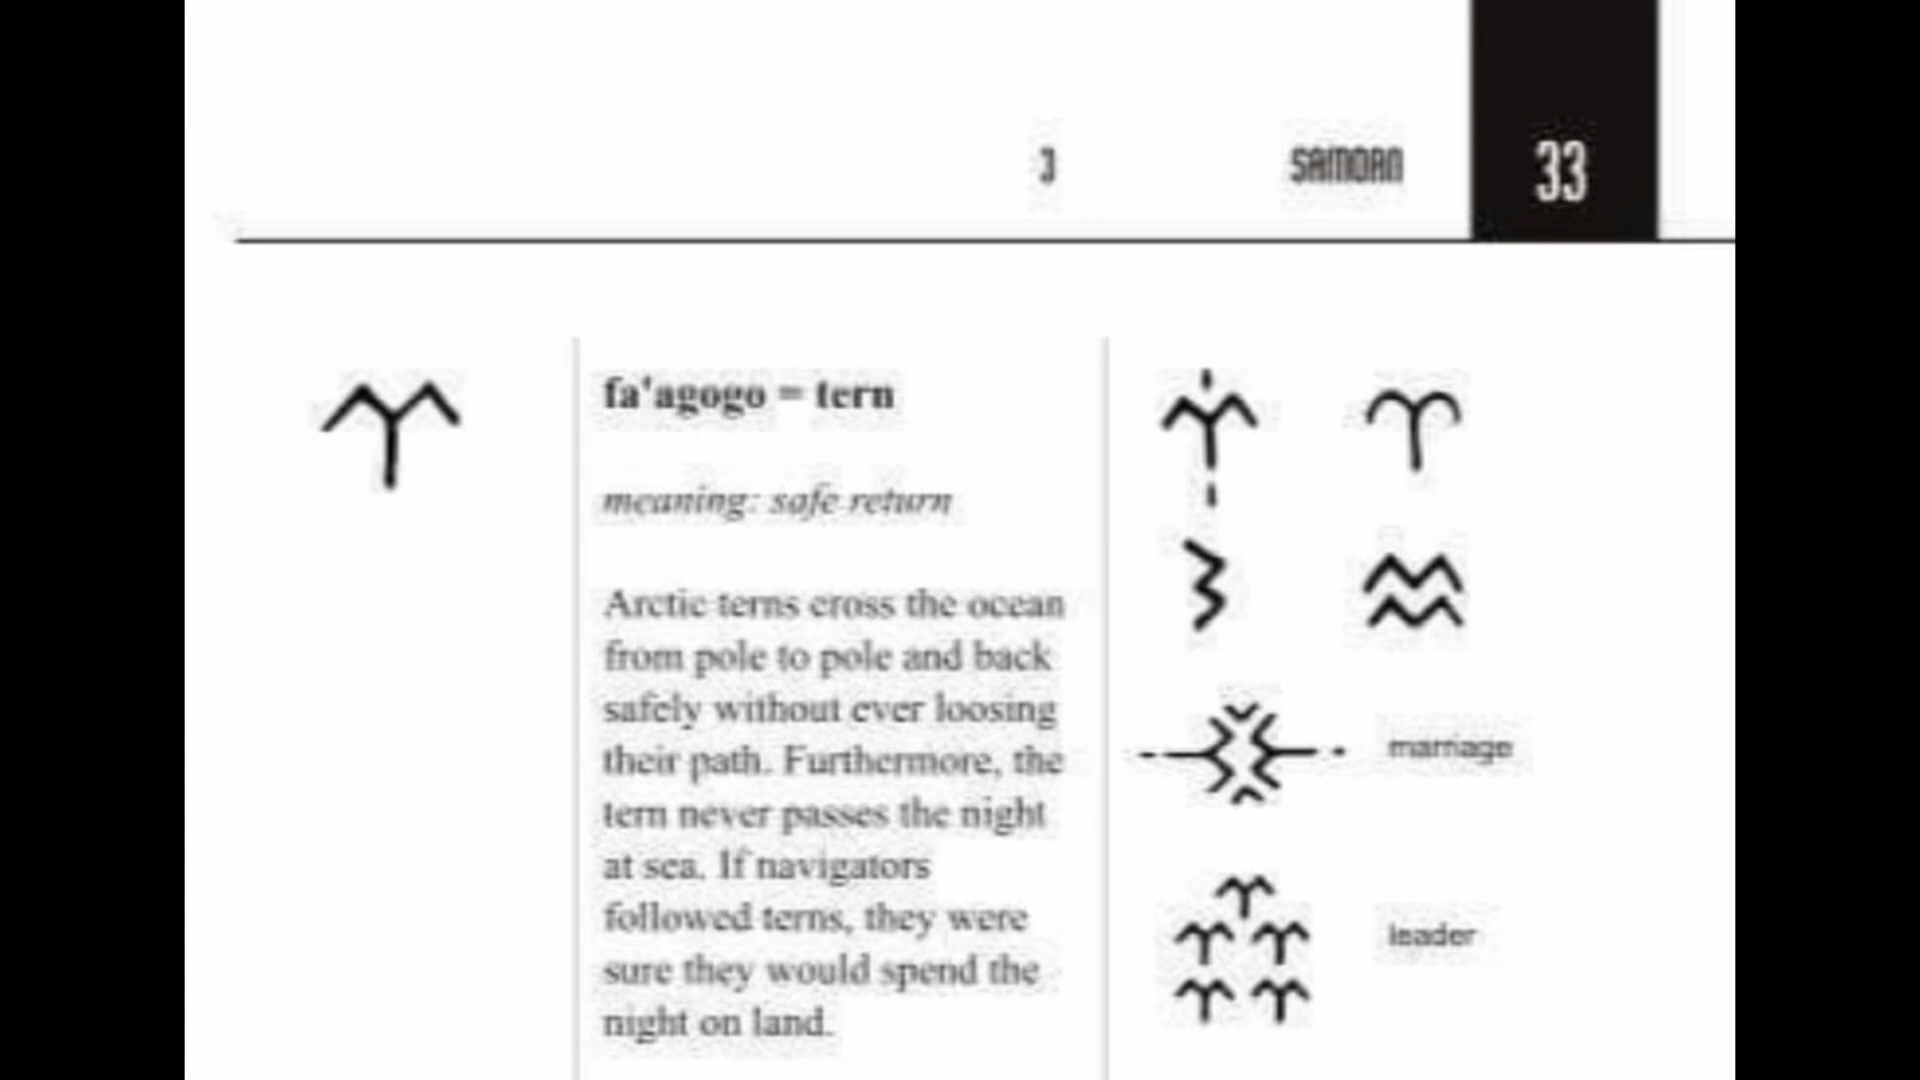 3 SAMOAN 33
fa'agogo = tern
meaning: safe return
Arctic terns cross the ocean
from pole to pole and back
safely without ever loosing
their path. Furthermore, the
tern never passes the night
at sea. If navigators
followed terns, they were
sure they would spend the
night on land.
marriage
leader